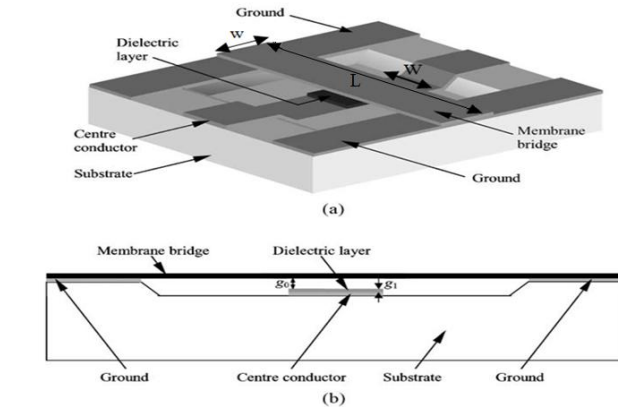 Ground
w
Dielectric
layer
W
L
Centre
conductor
Membrane
bridge
Substrate
Ground
(a)
Membrane bridge
Dielectric layer
g₀
g₁
Ground
Centre conductor
Substrate
Ground
(b)